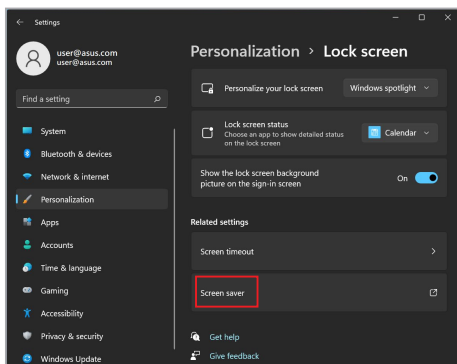 Settings
user@asus.com
user@asus.com
Find a setting
System
Bluetooth & devices
Network & internet
Personalization
Apps
Accounts
Time & language
Gaming
Accessibility
Privacy & security
Windows Update
Personalization > Lock screen
Personalize your lock screen
Windows spotlight
Lock screen status
Choose an app to show detailed status
on the lock screen
Calendar
Show the lock screen background
picture on the sign-in screen
On
Related settings
Screen timeout
Screen saver
Get help
Give feedback